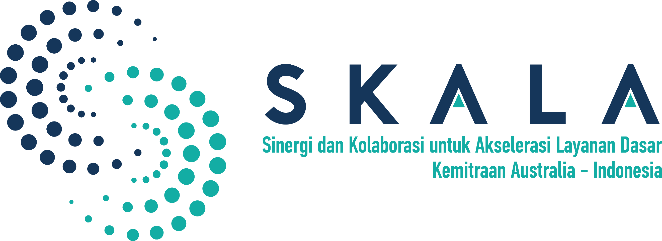 SKALA
Sinergi dan Kolaborasi untuk Akselerasi Layanan Dasar
Kemitraan Australia - Indonesia